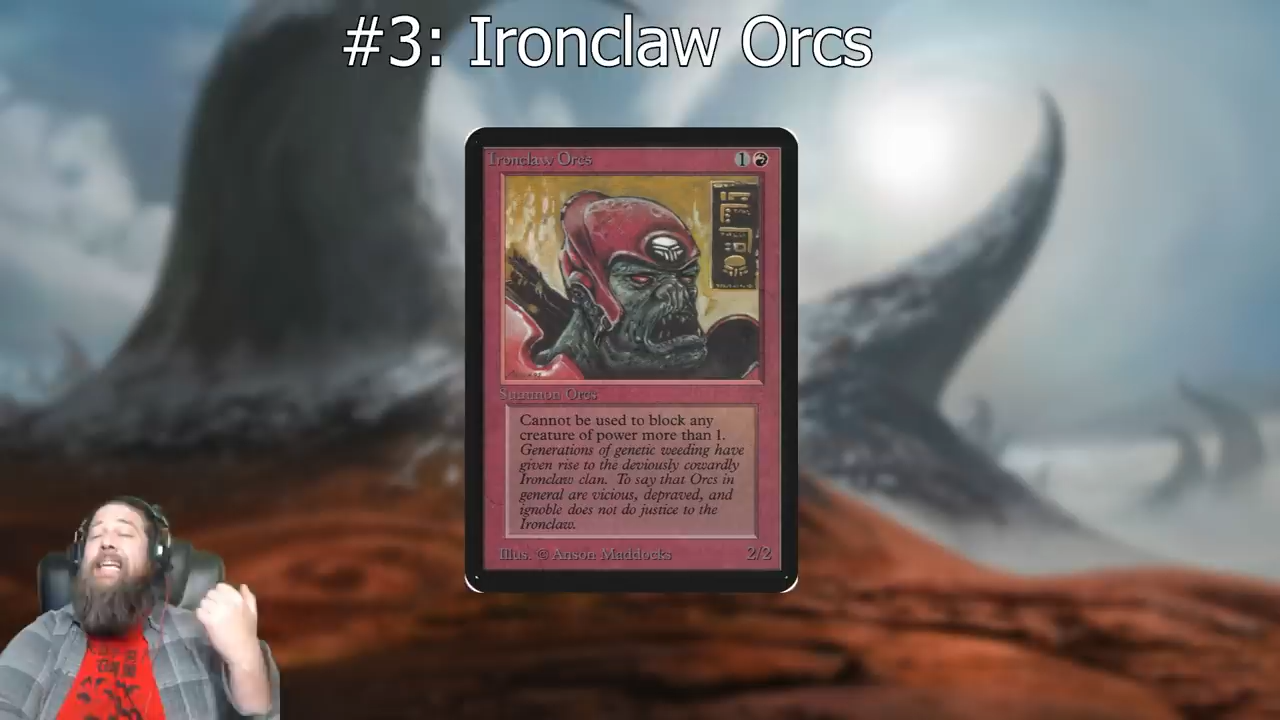 #3: Ironclaw Orcs
Ironclaw Orcs 1
Summon Orcs
Cannot be used to block any
creature of power more than 1.
Generations of genetic weeding have
given rise to the deviously cowardly
Ironclaw clan. To say that Orcs in
general are vicious, depraved, and
ignoble does not do justice to the
Ironclaw.
Illus. © Anson Maddocks 2/2